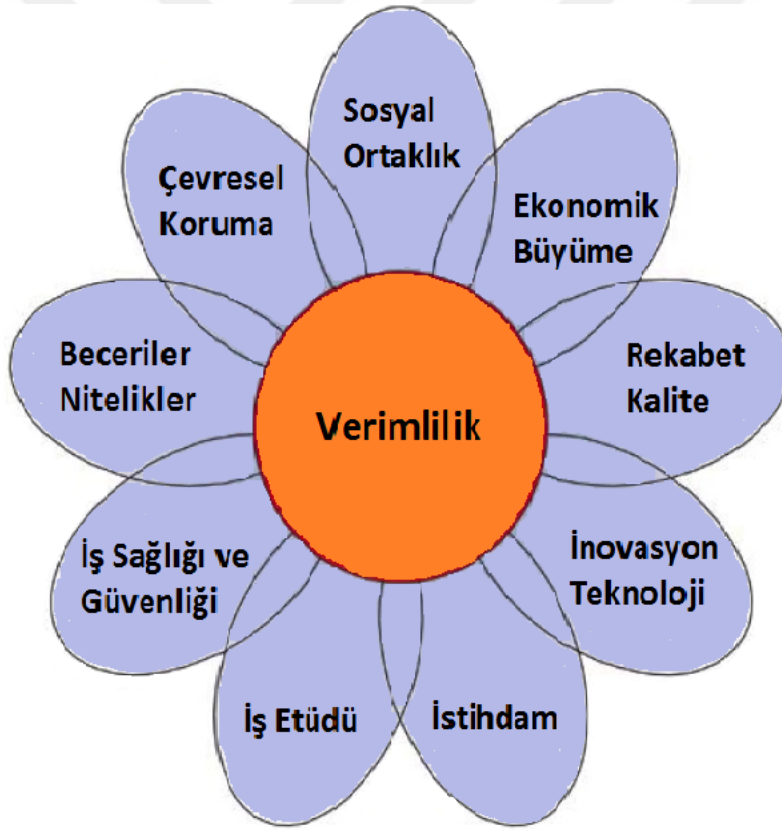 Sosyal
Ortaklık
Ekonomik
Büyüme
Rekabet
Kalite
İnovasyon
Teknoloji
İstihdam
İş Etüdü
İş Sağlığı ve
Güvenliği
Beceriler
Nitelikler
Çevresel
Koruma
Verimlilik